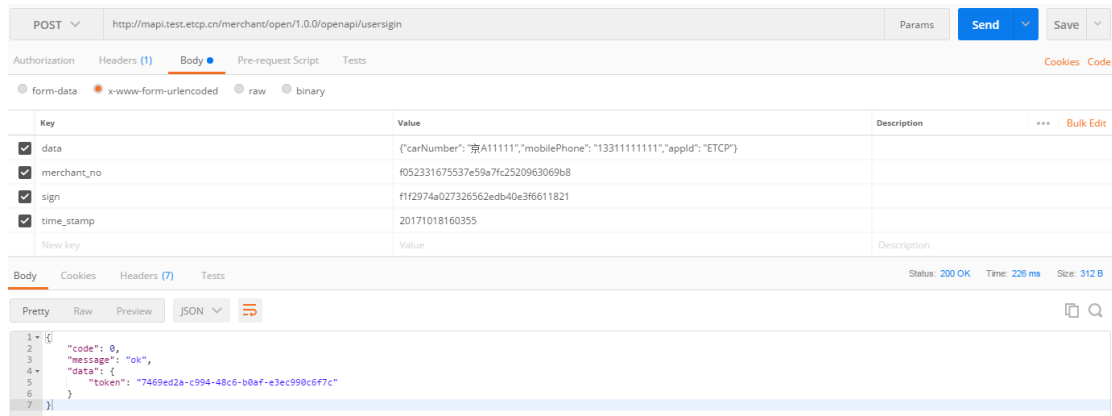 POST http://mapi.test.etcp.cn/merchant/open/1.0.0/openapi/usersigin Params Send Save
Authorization Headers (1) Body Pre-request Script Tests Cookies Code
form-data x-www-form-urlencoded raw binary
Key Value Description ••• Bulk Edit
data {"carNumber": "京A11111","mobilePhone": "13311111111","appId": "ETCP"}
merchant_no f052331675537e59a7fc2520963069b8
sign f1f2974a027326562edb40e3f6611821
time_stamp 20171018160355
New key Value Description
Body Cookies Headers (7) Tests Status: 200 OK Time: 226 ms Size: 312 B
Pretty Raw Preview JSON
1 {
2 "code": 0,
3 "message": "ok",
4 "data": {
5 "token": "7469ed2a-c994-48c6-b0af-e3ec990c6f7c"
6 }
7 }